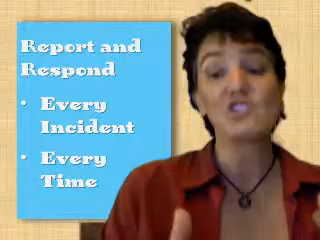 Report and
Respond
• Every
Incident
• Every
Time